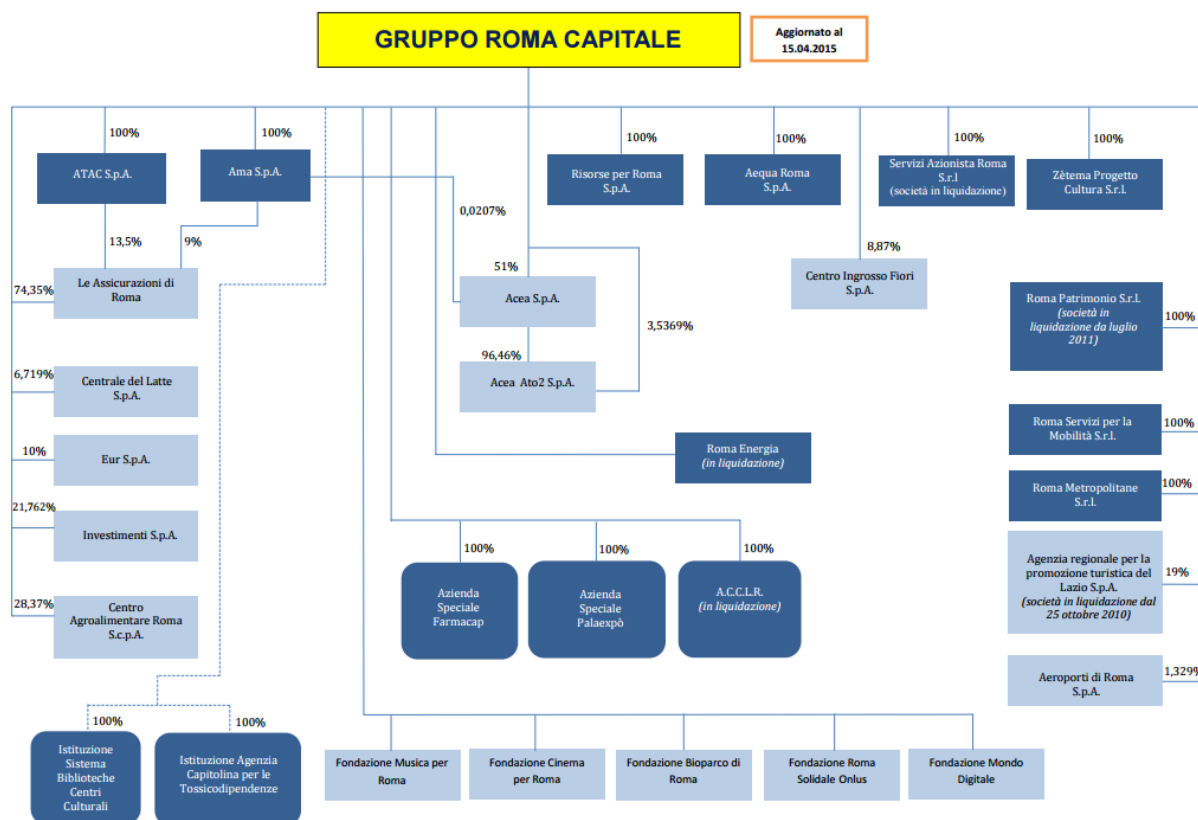 GRUPPO ROMA CAPITALE
Aggiornato al
15.04.2015
100%
100%
100%
100%
100%
100%
ATAC S.p.A.
Ama S.p.A.
Risorse per Roma
S.p.A.
Aequa Roma
S.p.A.
Servizi Azionista Roma
S.r.l
(società in liquidazione)
Zètema Progetto
Cultura S.r.l.
0,0207%
13,5%
9%
8,87%
74,35%
Le Assicurazioni di
Roma
51%
Acea S.p.A.
Centro Ingrosso Fiori
S.p.A.
Roma Patrimonio S.r.l.
(società in
liquidazione da luglio
2011)
100%
3,5369%
96,46%
Acea Ato2 S.p.A.
6,719%
Centrale del Latte
S.p.A.
Roma Servizi per la
Mobilità S.r.l.
100%
10%
Eur S.p.A.
Roma Energia
(in liquidazione)
Roma Metropolitane
S.r.l.
100%
21,762%
Investimenti S.p.A.
100%
100%
100%
Agenzia regionale per la
promozione turistica del
Lazio S.p.A.
(società in liquidazione dal
25 ottobre 2010)
19%
28,37%
Centro
Agroalimentare Roma
S.c.p.A.
Azienda
Speciale
Farmacap
Azienda
Speciale
Palaexpò
A.C.C.L.R.
(in liquidazione)
Aeroporti di Roma
S.p.A.
1,329%
100%
100%
Istituzione
Sistema
Biblioteche
Centri
Culturali
Istituzione Agenzia
Capitolina per le
Tossicodipendenze
Fondazione Musica per
Roma
Fondazione Cinema
per Roma
Fondazione Bioparco di
Roma
Fondazione Roma
Solidale Onlus
Fondazione Mondo
Digitale